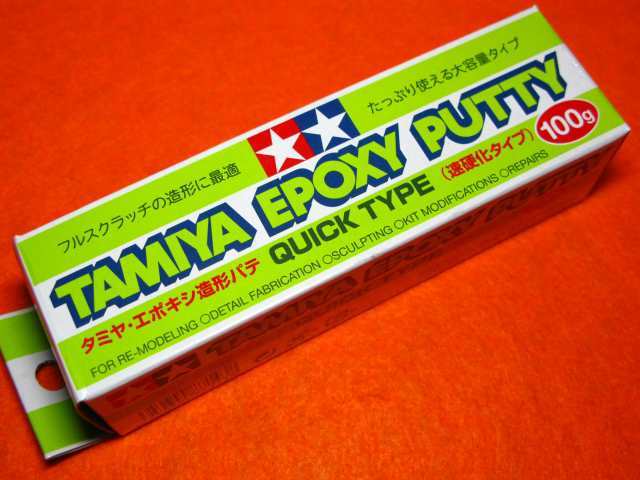 フルスクラッチの造形に最適
たっぷり使える大容量タイプ
TAMIYA EPOXY PUTTY
100g
タミヤ・エポキシ造形パテ
QUICK TYPE
(速硬化タイプ)
FOR RE-MODELING ○DETAIL FABRICATION ○SCULPTING ○KIT MODIFICATIONS ○REPAIRS
TAMIYA EPOXY PUTTY